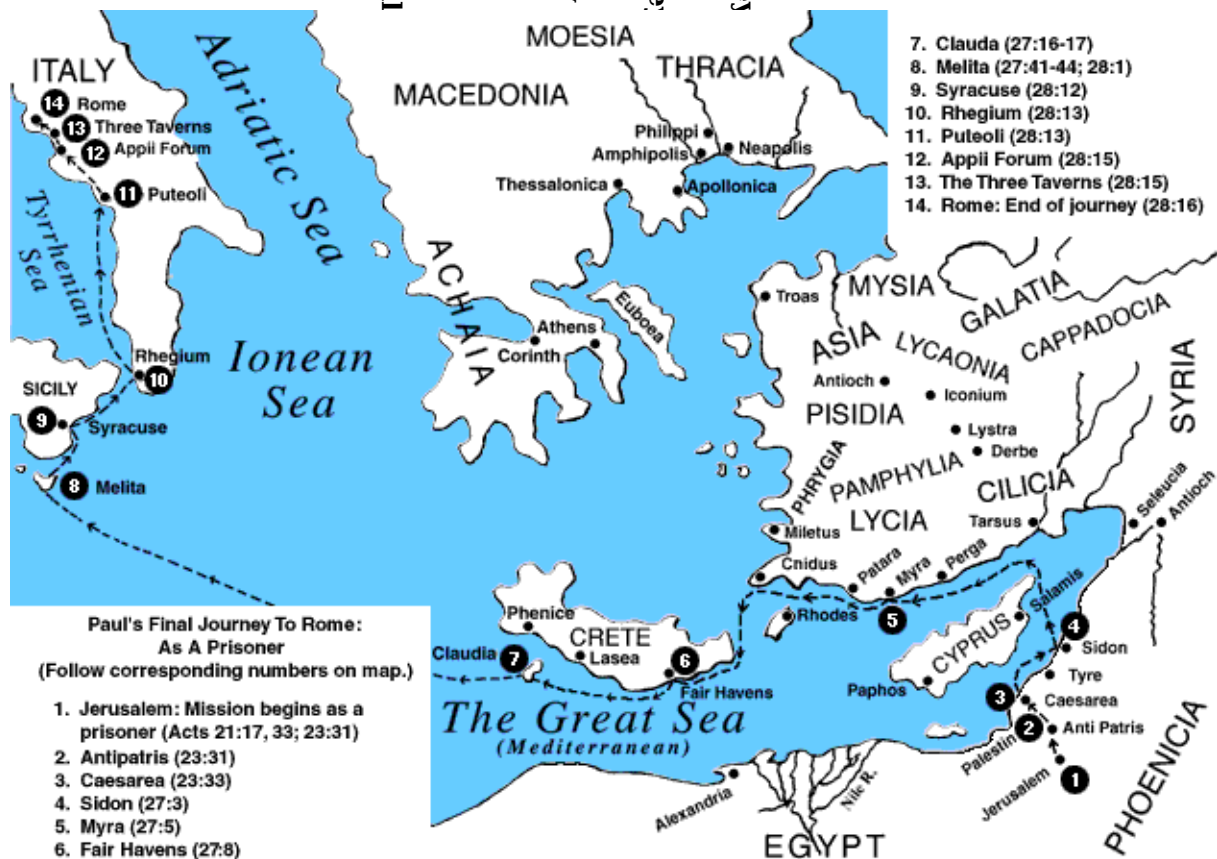 ITALY
Adriatic Sea
MOESIA
THRACIA
MACEDONIA
7. Clauda (27:16-17)
8. Melita (27:41-44; 28:1)
9. Syracuse (28:12)
10. Rhegium (28:13)
11. Puteoli (28:13)
12. Appii Forum (28:15)
13. The Three Taverns (28:15)
14. Rome: End of journey (28:16)
14 Rome
13 Three Taverns
12 Appii Forum
11 Puteoli
Philippi
Neapolis
Amphipolis
Thessalonica
Apollonica
Tyrrhenian
Sea
ACHAIA
Euboea
Athens
Corinth
Troas
MYSIA
GALATIA
ASIA
LYCAONIA
CAPPADOCIA
SYRIA
Rhegium
10
Ionean
Sea
SICILY
9
Syracuse
8 Melita
Antioch
Iconium
PISIDIA
Lystra
Derbe
PHRYGIA
PAMPHYLIA
CILICIA
LYCIA
Tarsus
Seleucia
Antioch
Miletus
Cnidus
Patara
Myra
Perga
Salamis
Rhodes
5
4
Sidon
CYPRUS
Paphos
Tyre
3
Caesarea
2
Anti Patris
Palestin
Jerusalem
1
PHOENICIA
Phenice
CRETE
Lasea
6
Claudia 7
Fair Havens
The Great Sea
(Mediterranean)
Alexandria
Nile R.
EGYPT
Paul's Final Journey To Rome:
As A Prisoner
(Follow corresponding numbers on map.)
1. Jerusalem: Mission begins as a
prisoner (Acts 21:17, 33; 23:31)
2. Antipatris (23:31)
3. Caesarea (23:33)
4. Sidon (27:3)
5. Myra (27:5)
6. Fair Havens (27:8)